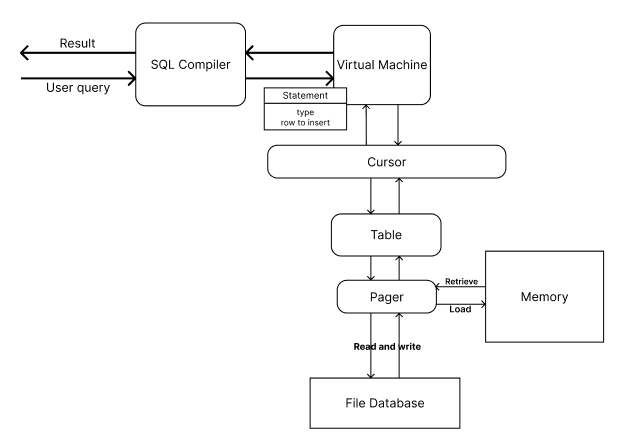 Result
User query
SQL Compiler
Virtual Machine
Statement
type
row to insert
Cursor
Table
Pager
Retrieve
Load
Memory
Read and write
File Database